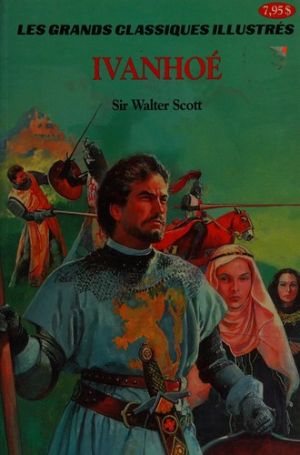 7,95 $
LES GRANDS CLASSIQUES ILLUSTRÉS
IVANHOÉ
Sir Walter Scott